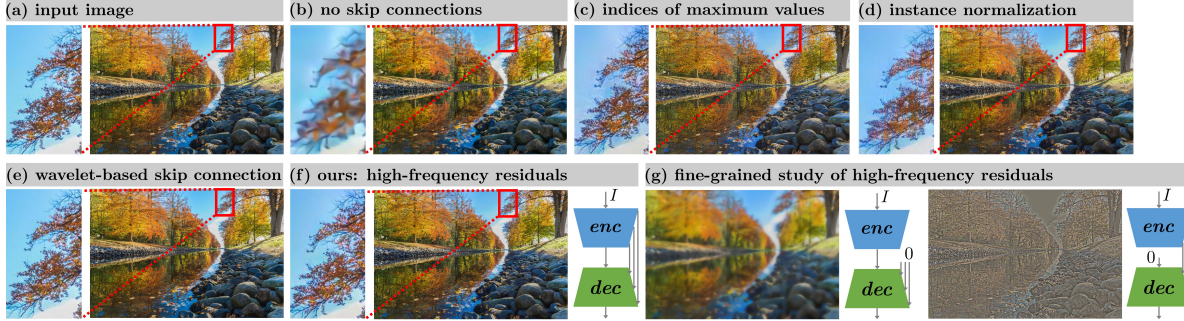 (a) input image
(b) no skip connections
(c) indices of maximum values
(d) instance normalization
(e) wavelet-based skip connection
(f) ours: high-frequency residuals
(g) fine-grained study of high-frequency residuals
I
enc
dec
I
enc
0
dec
I
enc
0
dec